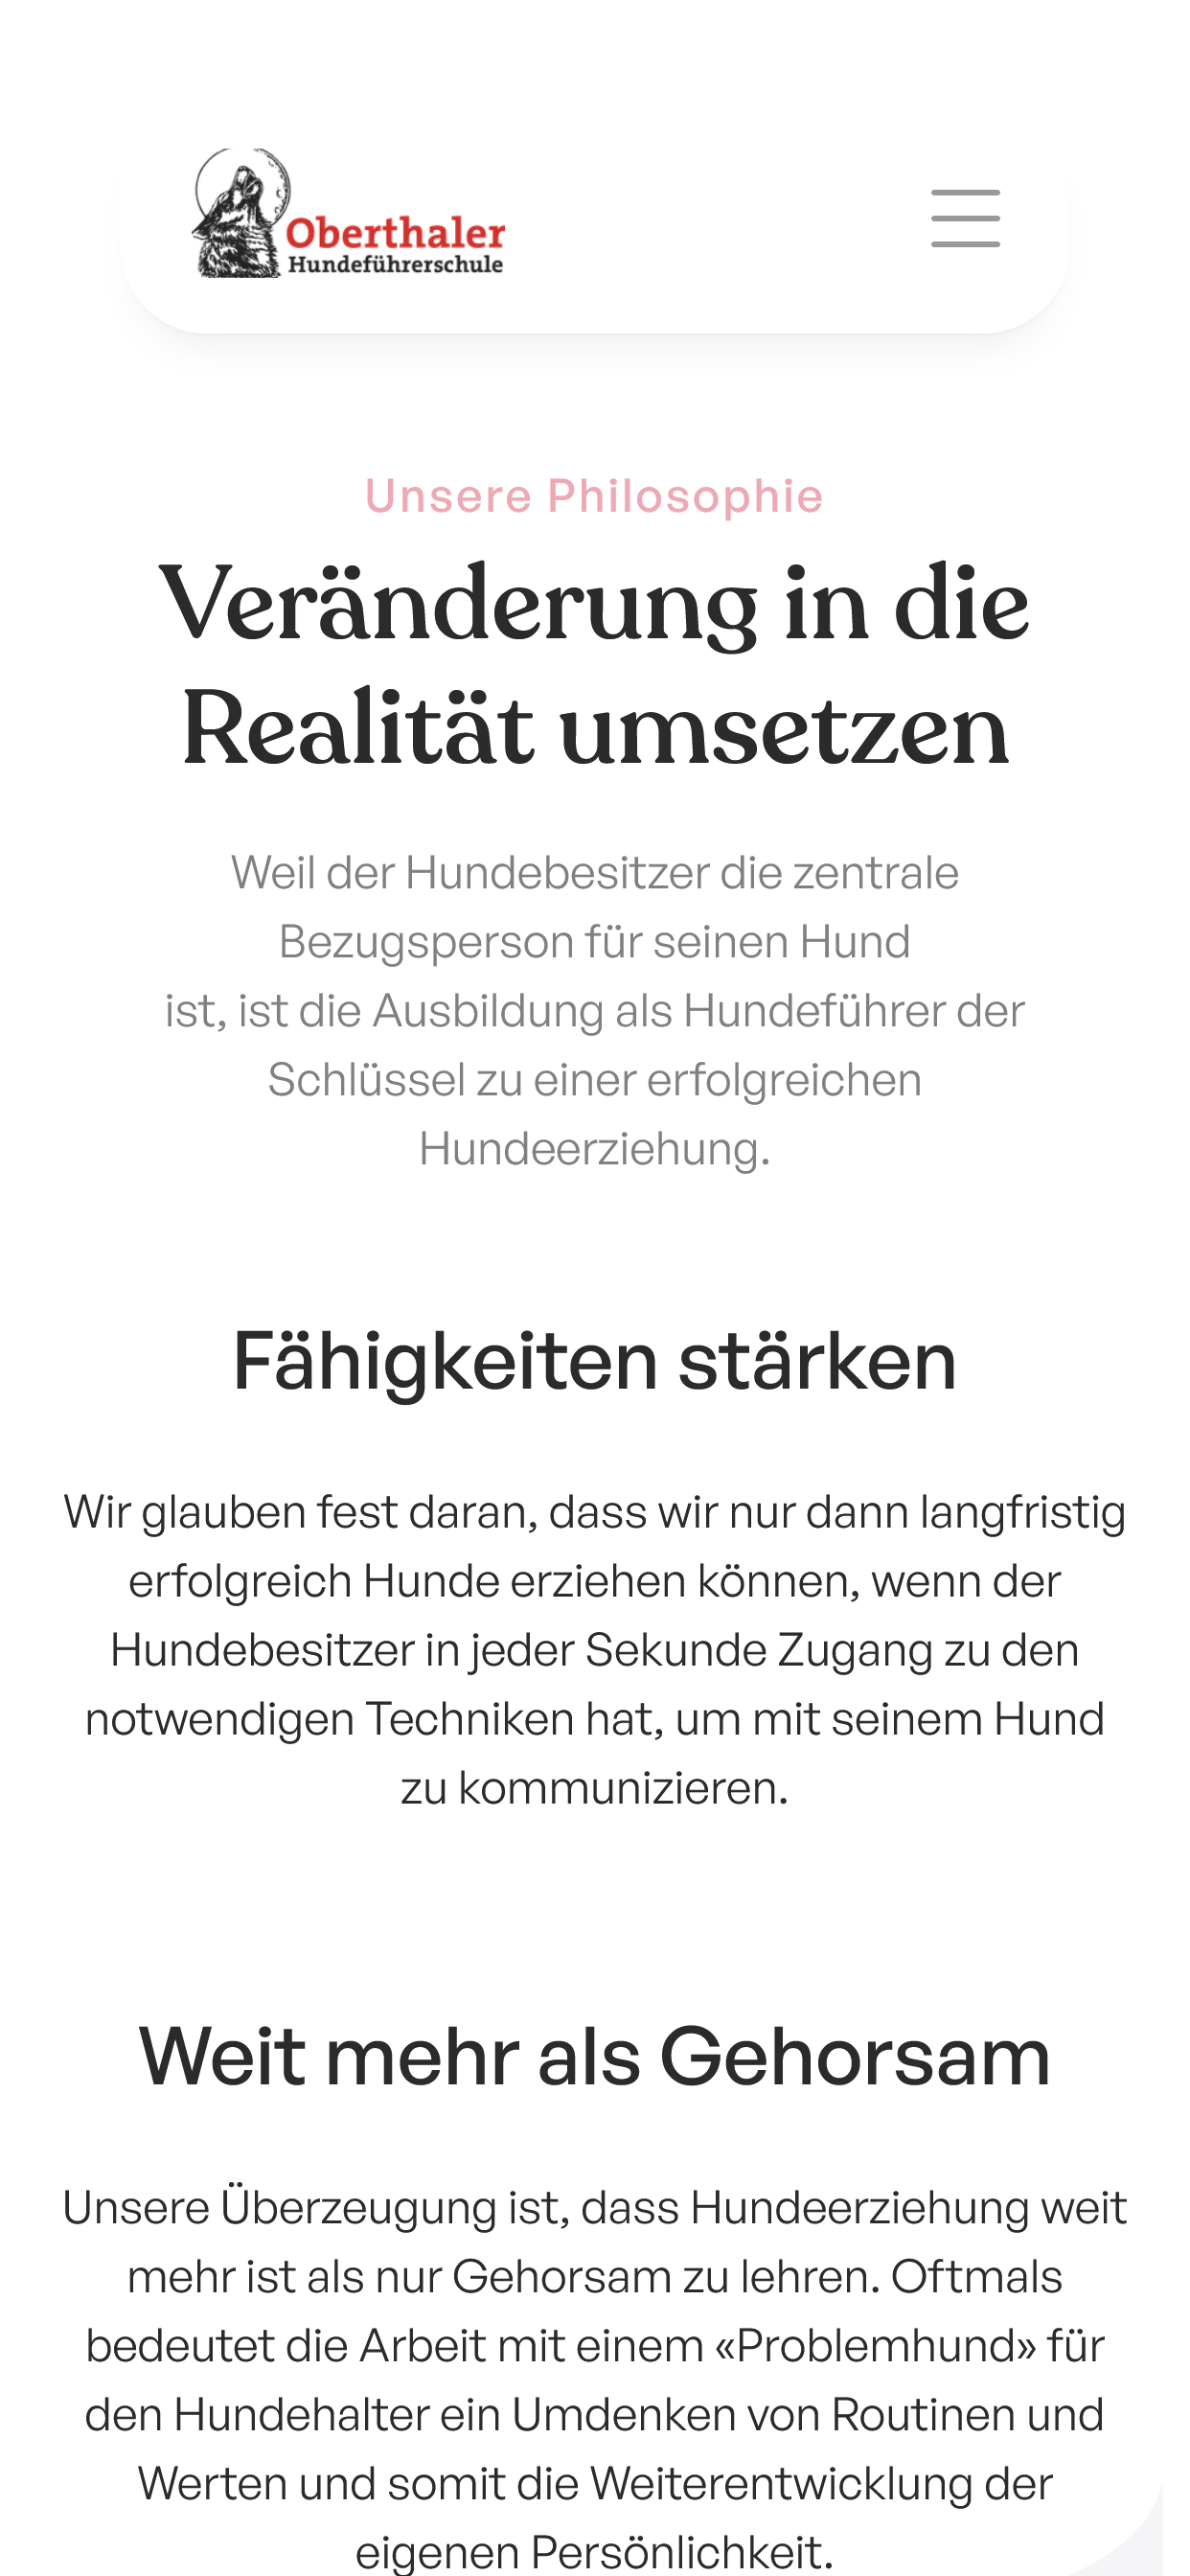 Oberthaler
Hundeführerschule
Unsere Philosophie
Veränderung in die
Realität umsetzen
Weil der Hundebesitzer die zentrale
Bezugsperson für seinen Hund
ist, ist die Ausbildung als Hundeführer der
Schlüssel zu einer erfolgreichen
Hundeerziehung.
Fähigkeiten stärken
Wir glauben fest daran, dass wir nur dann langfristig
erfolgreich Hunde erziehen können, wenn der
Hundebesitzer in jeder Sekunde Zugang zu den
notwendigen Techniken hat, um mit seinem Hund
zu kommunizieren.
Weit mehr als Gehorsam
Unsere Überzeugung ist, dass Hundeerziehung weit
mehr ist als nur Gehorsam zu lehren. Oftmals
bedeutet die Arbeit mit einem «Problemhund» für
den Hundehalter ein Umdenken von Routinen und
Werten und somit die Weiterentwicklung der
eigenen Persönlichkeit.